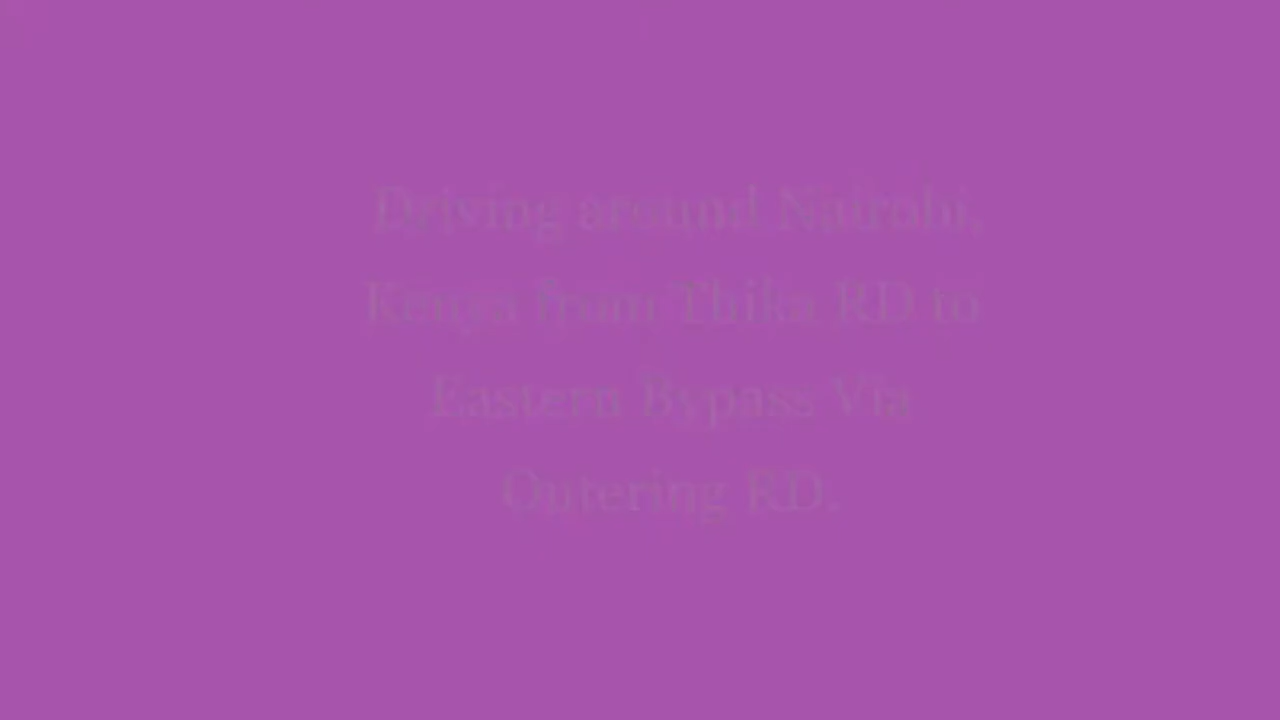 Driving around Nairobi,
Kenya from Thika RD to
Eastern Bypass Via
Outering RD.